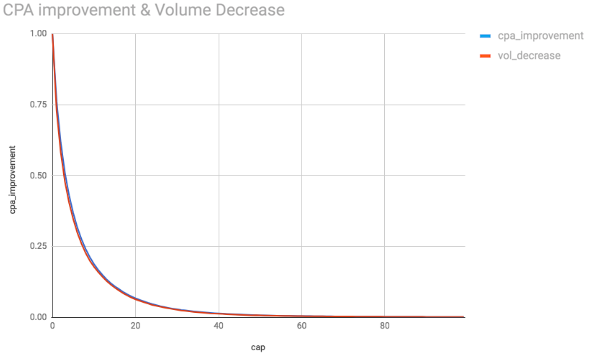 CPA improvement & Volume Decrease
cpa_improvement
vol_decrease
1.00
0.75
0.50
0.25
0.00
cpa_improvement
0 20 40 60 80
cap